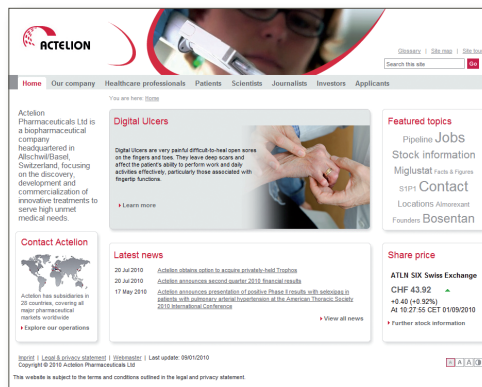 ACTELION
Glossary | Site map | Site tour
Search this site Go
Home Our company Healthcare professionals Patients Scientists Journalists Investors Applicants
You are here: Home
Actelion
Pharmaceuticals Ltd is
a biopharmaceutical
company
headquartered in
Allschwil/Basel,
Switzerland, focusing
on the discovery,
development and
commercialization of
innovative treatments to
serve high unmet
medical needs.
Digital Ulcers
Digital Ulcers are very painful difficult-to-heal open sores
on the fingers and toes. They leave deep scars and
affect the patient's ability to perform work and daily
activities effectively, particularly those associated with
fingertip functions.
Learn more
Featured topics
Pipeline Jobs
Stock information
Miglustat Facts & Figures
S1P1 Contact
Locations Almorexant
Founders Bosentan
Contact Actelion
Actelion has subsidiaries in
28 countries, covering all
major pharmaceutical
markets worldwide
Explore our operations
Latest news
20 Jul 2010 Actelion obtains option to acquire privately-held Trophos
20 Jul 2010 Actelion announces second quarter 2010 financial results
17 May 2010 Actelion announces presentation of positive Phase II results with selexipag in
patients with pulmonary arterial hypertension at the American Thoracic Society
2010 International Conference
View all news
Share price
ATLN SIX Swiss Exchange
CHF 43.92
+0.40 (+0.92%)
At 10:27:55 CET 01/09/2010
Further stock information
Imprint | Legal & privacy statement | Webmaster | Last update: 09/01/2010
Copyright © 2010 Actelion Pharmaceuticals Ltd
A A A
This website is subject to the terms and conditions outlined in the legal and privacy statement.